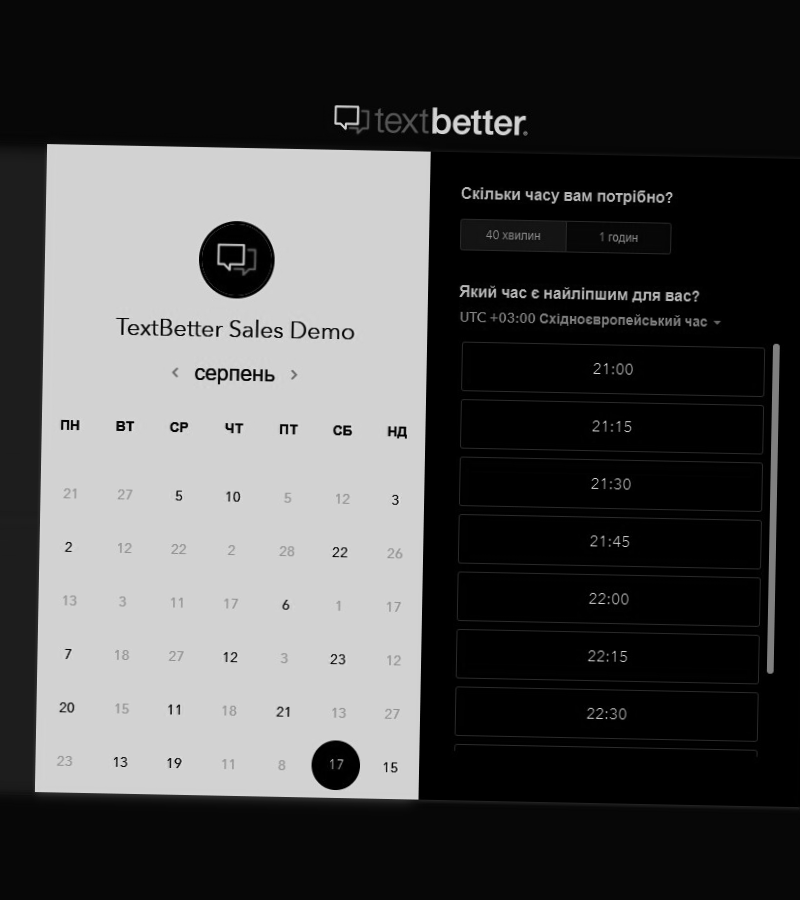 textbetter.
TextBetter Sales Demo
серпень
ПН ВТ СР ЧТ ПТ СБ НД
21 27 5 10 5 12 3
2 12 22 2 28 22 26
13 3 11 17 6 1 17
7 18 27 12 3 23 12
20 15 11 18 21 13 27
23 13 19 11 8 17 15
Скільки часу вам потрібно?
40 хвилин 1 годин
Який час є найліпшим для вас?
UTC +03:00 Східноєвропейський час
21:00
21:15
21:30
21:45
22:00
22:15
22:30